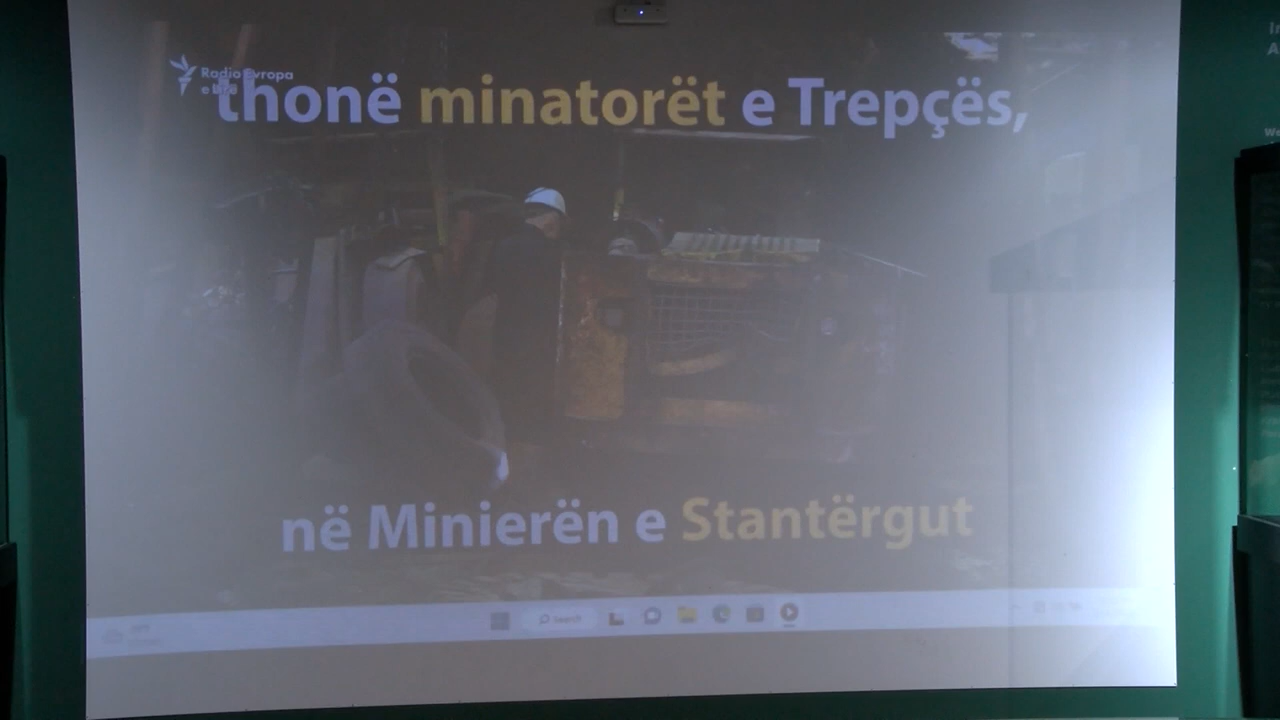 Radio Evropa
e Lirë
thonë minatorët e Trepçës,
në Minierën e Stantërgut
Search